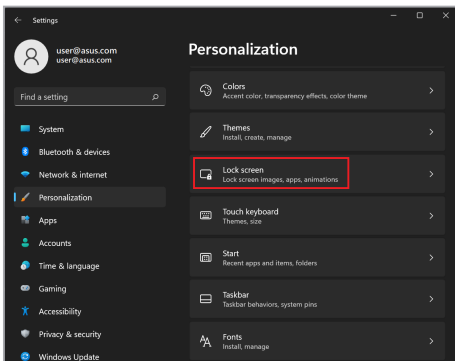 Settings
user@asus.com
user@asus.com
Find a setting
System
Bluetooth & devices
Network & internet
Personalization
Apps
Accounts
Time & language
Gaming
Accessibility
Privacy & security
Windows Update
Personalization
Colors
Accent color, transparency effects, color theme
Themes
Install, create, manage
Lock screen
Lock screen images, apps, animations
Touch keyboard
Themes, size
Start
Recent apps and items, folders
Taskbar
Taskbar behaviors, system pins
Fonts
Install, manage